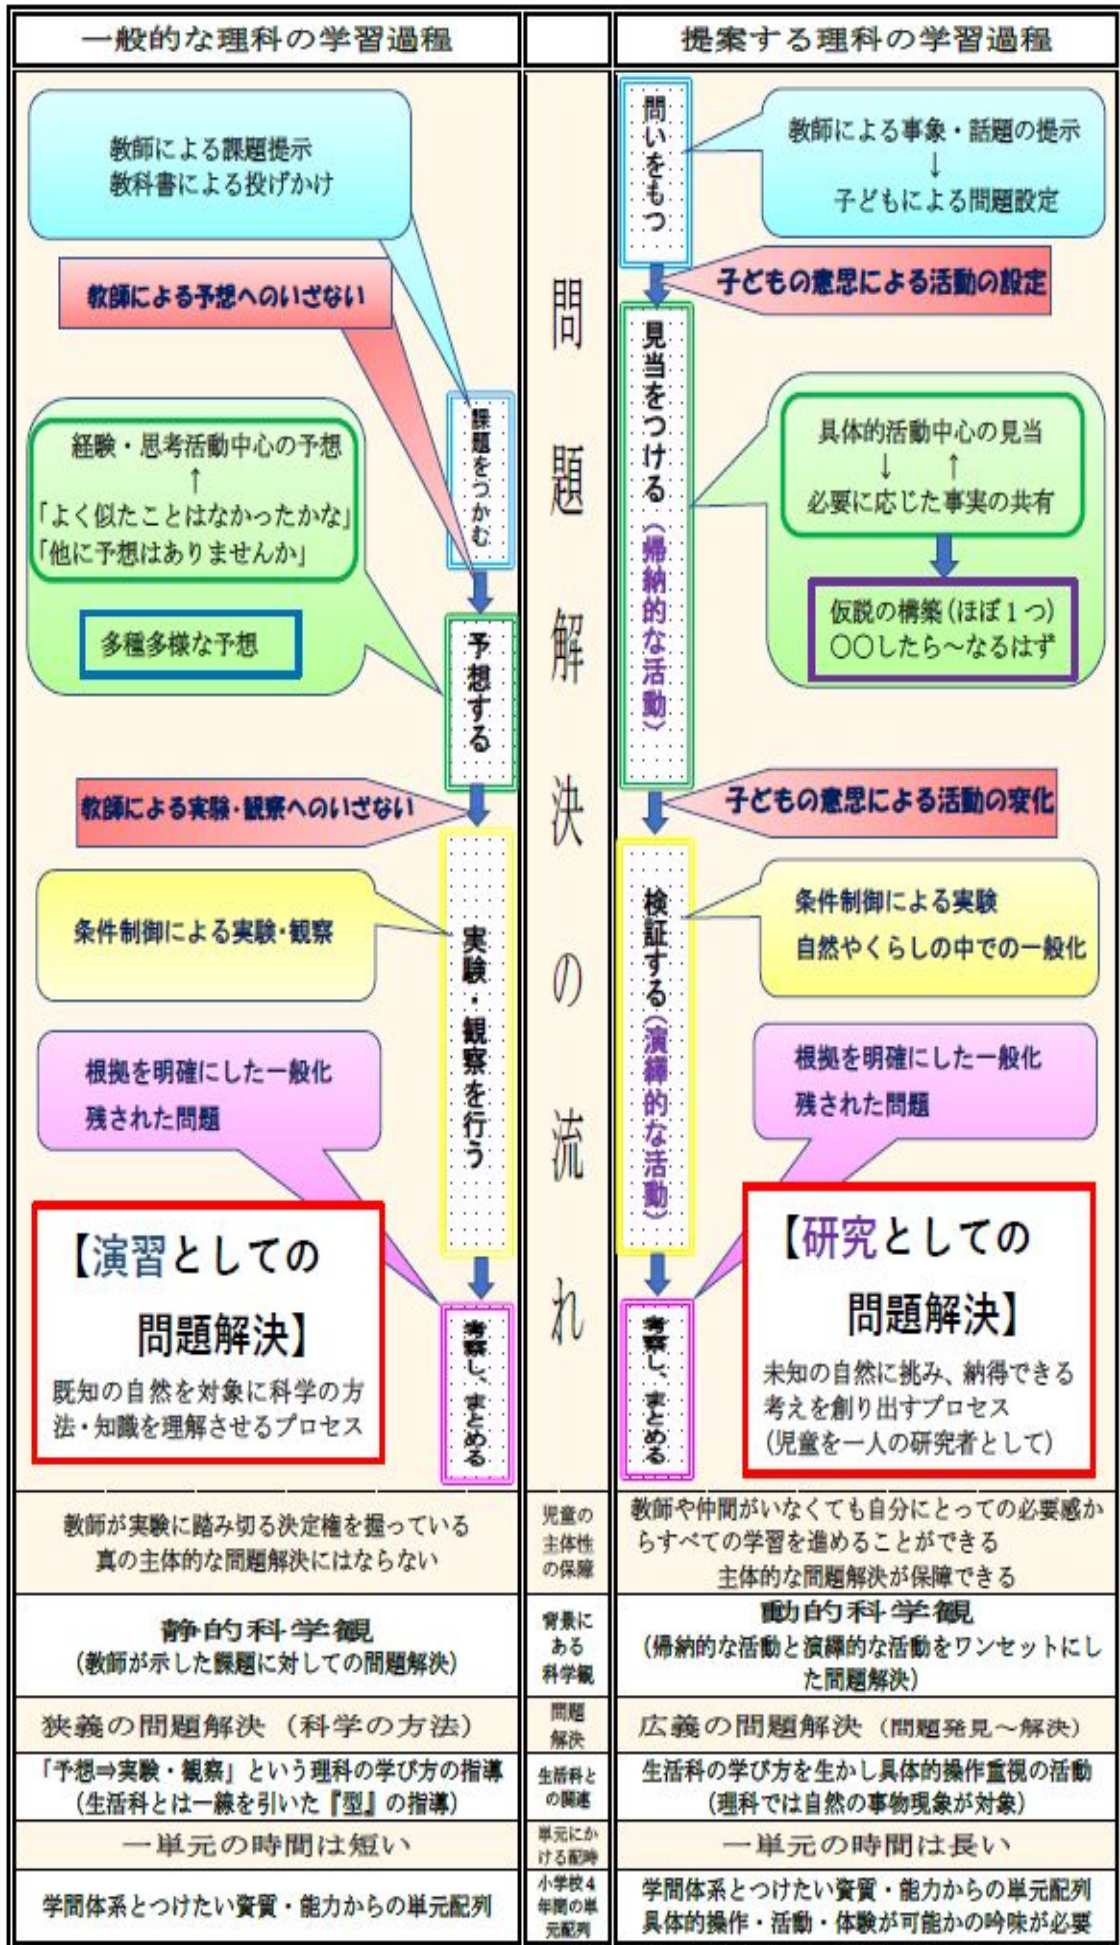 一般的な理科の学習過程
提案する理科の学習過程
問題解決の流れ
教師による課題提示
教科書による投げかけ
教師による予想へのいざない
課題をつかむ
経験・思考活動中心の予想
↑
「よく似たことはなかったかな」
「他に予想はありませんか」
多種多様な予想
予想する
教師による実験・観察へのいざない
条件制御による実験・観察
実験・観察を行う
根拠を明確にした一般化
残された問題
【演習としての
問題解決】
既知の自然を対象に科学の方
法・知識を理解させるプロセス
考察し、まとめる
問いをもつ
教師による事象・話題の提示
↓
子どもによる問題設定
子どもの意思による活動の設定
見当をつける（帰納的な活動）
具体的活動中心の見当
↓ ↑
必要に応じた事実の共有
仮説の構築(ほぼ１つ)
〇〇したら～なるはず
子どもの意思による活動の変化
検証する（演繹的な活動）
条件制御による実験
自然やくらしの中での一般化
根拠を明確にした一般化
残された問題
【研究としての
問題解決】
未知の自然に挑み、納得できる
考えを創り出すプロセス
(児童を一人の研究者として)
考察し、まとめる
教師が実験に踏み切る決定権を握っている
真の主体的な問題解決にはならない
児童の
主体性
の保障
教師や仲間がいなくても自分にとっての必要感か
らすべての学習を進めることができる
主体的な問題解決が保障できる
静的科学観
(教師が示した課題に対しての問題解決)
背景に
ある
科学観
動的科学観
(帰納的な活動と演繹的な活動をワンセットにし
た問題解決)
狭義の問題解決（科学の方法）
問題
解決
広義の問題解決（問題発見～解決）
「予想⇒実験・観察」という理科の学び方の指導
(生活科とは一線を引いた『型』の指導)
生活科と
の関連
生活科の学び方を生かし具体的操作重視の活動
(理科では自然の事物現象が対象)
一単元の時間は短い
単元にか
ける配時
一単元の時間は長い
学問体系とつけたい資質・能力からの単元配列
小学校４
年間の単
元配列
学問体系とつけたい資質・能力からの単元配列
具体的操作・活動・体験が可能かの吟味が必要